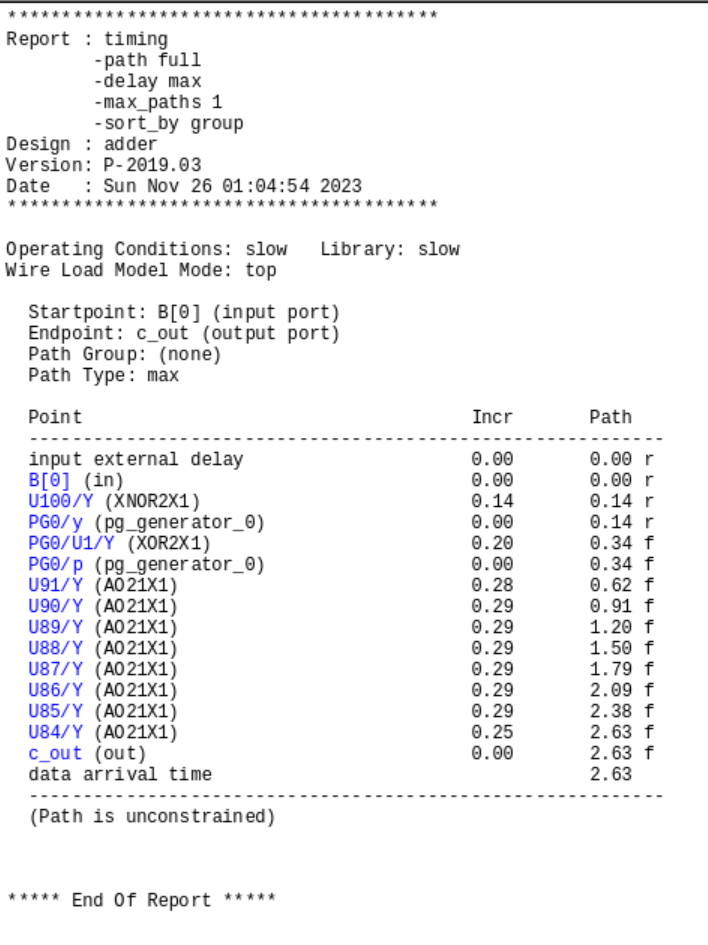 ****************************************
Report : timing
        -path full
        -delay max
        -max_paths 1
        -sort_by group
Design : adder
Version: P-2019.03
Date   : Sun Nov 26 01:04:54 2023
****************************************
Operating Conditions: slow   Library: slow
Wire Load Model Mode: top
  Startpoint: B[0] (input port)
  Endpoint: c_out (output port)
  Path Group: (none)
  Path Type: max
  Point                                    Incr       Path
  -----------------------------------------------------------
  input external delay                     0.00       0.00 r
  B[0] (in)                                0.00       0.00 r
  U100/Y (XNOR2X1)                         0.14       0.14 r
  PG0/y (pg_generator_0)                   0.00       0.14 r
  PG0/U1/Y (XOR2X1)                        0.20       0.34 f
  PG0/p (pg_generator_0)                   0.00       0.34 f
  U91/Y (AO21X1)                           0.28       0.62 f
  U90/Y (AO21X1)                           0.29       0.91 f
  U89/Y (AO21X1)                           0.29       1.20 f
  U88/Y (AO21X1)                           0.29       1.50 f
  U87/Y (AO21X1)                           0.29       1.79 f
  U86/Y (AO21X1)                           0.29       2.09 f
  U85/Y (AO21X1)                           0.29       2.38 f
  U84/Y (AO21X1)                           0.25       2.63 f
  c_out (out)                              0.00       2.63 f
  data arrival time                                   2.63
  -----------------------------------------------------------
  (Path is unconstrained)
***** End Of Report *****